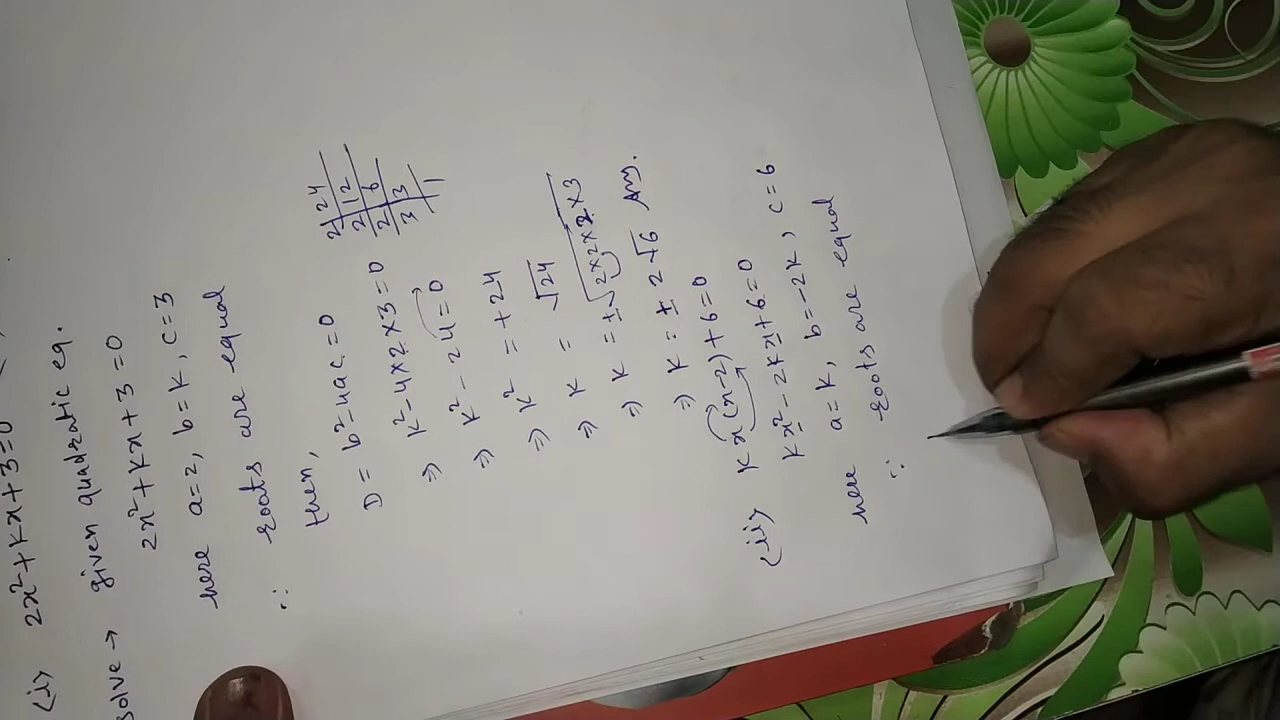 (i) 2x²+kx+3=0
solve → given quadratic eq.
2x²+kx+3=0
here a=2, b=k, c=3
∴ roots are equal
then,
D = b²-4ac=0
⇒ k²-4×2×3=0
⇒ k²-24=0
⇒ k² = +24
⇒ k = √24
⇒ k = ±√2×2×2×3
⇒ k = ±2√6 Ans.
2 24
2 12
2 6
3 3
1
(ii) kx(x-2)+6=0
kx²-2kx+6=0
here a=k, b=-2k, c=6
∴ roots are equal